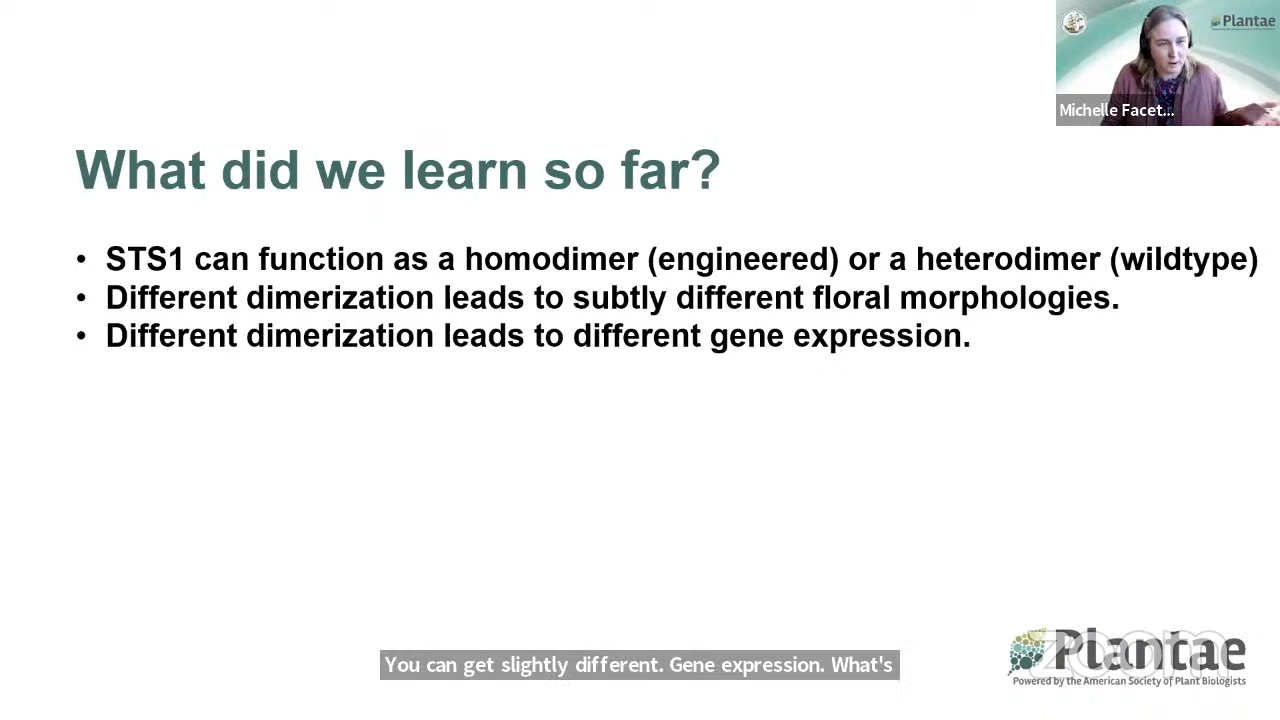 Plantae
Michelle Facet...
What did we learn so far?
• STS1 can function as a homodimer (engineered) or a heterodimer (wildtype)
• Different dimerization leads to subtly different floral morphologies.
• Different dimerization leads to different gene expression.
You can get slightly different. Gene expression. What's
zoom
Plantae
Powered by the American Society of Plant Biologists